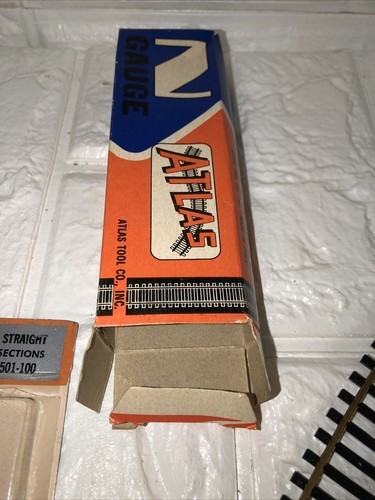 N
GAUGE
ATLAS
ATLAS TOOL CO., INC.
STRAIGHT
SECTIONS
501-100